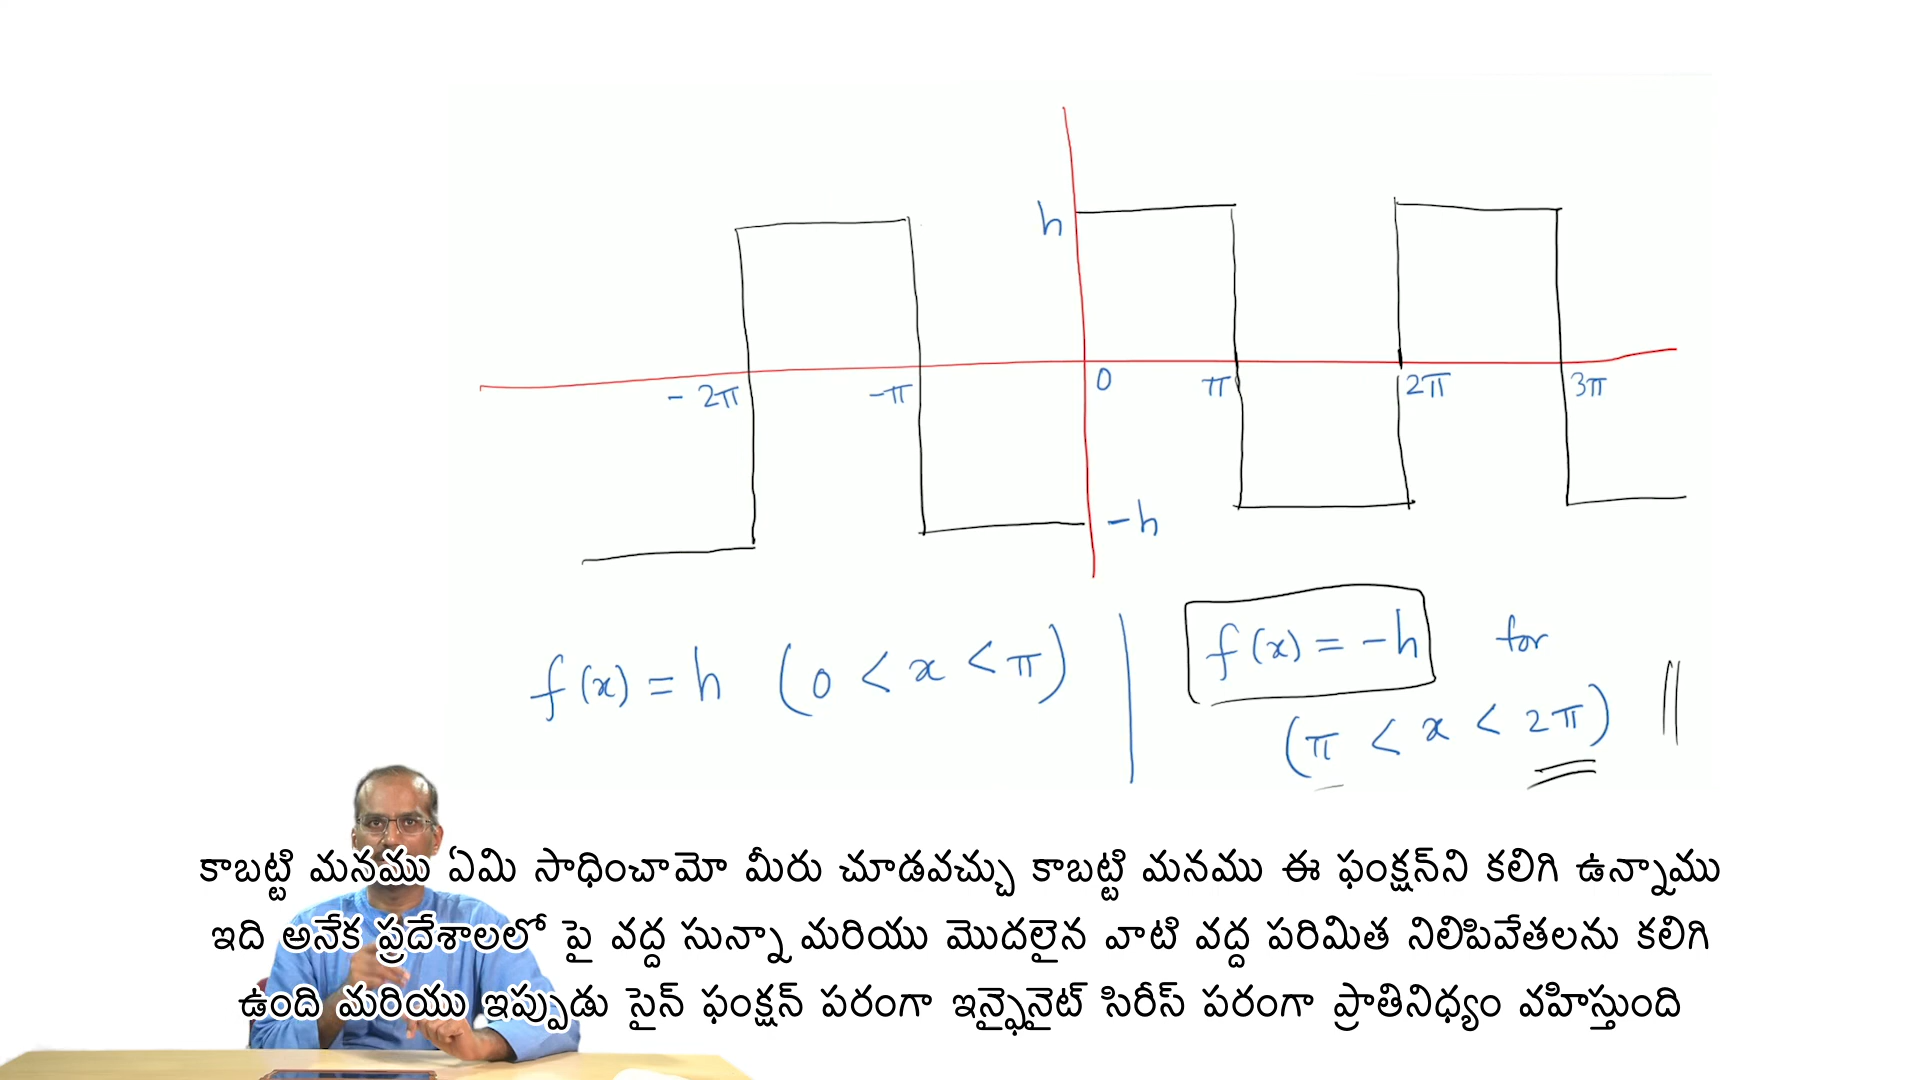 h
-2π -π 0 π 2π 3π
-h
f(x) = h (0 < x < π)
f(x) = -h for
(π < x < 2π)
కాబట్టి మనము ఏమి సాధించామో మీరు చూడవచ్చు కాబట్టి మనము ఈ ఫంక్షన్‌ని కలిగి ఉన్నాము
ఇది అనేక ప్రదేశాలలో పై వద్ద సున్నా మరియు మొదలైన వాటి వద్ద పరిమిత నిలిపివేతలను కలిగి
ఉంది మరియు ఇప్పుడు సైన్ ఫంక్షన్ పరంగా ఇన్ఫైనైట్ సిరీస్ పరంగా ప్రాతినిధ్యం వహిస్తుంది